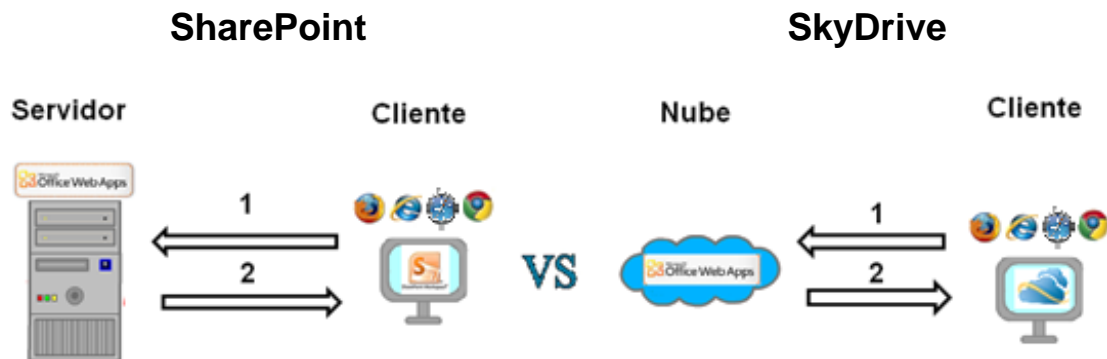 SharePoint
SkyDrive
Servidor
Cliente
Nube
Cliente
Office Web Apps
1
2
VS
Office Web Apps
1
2